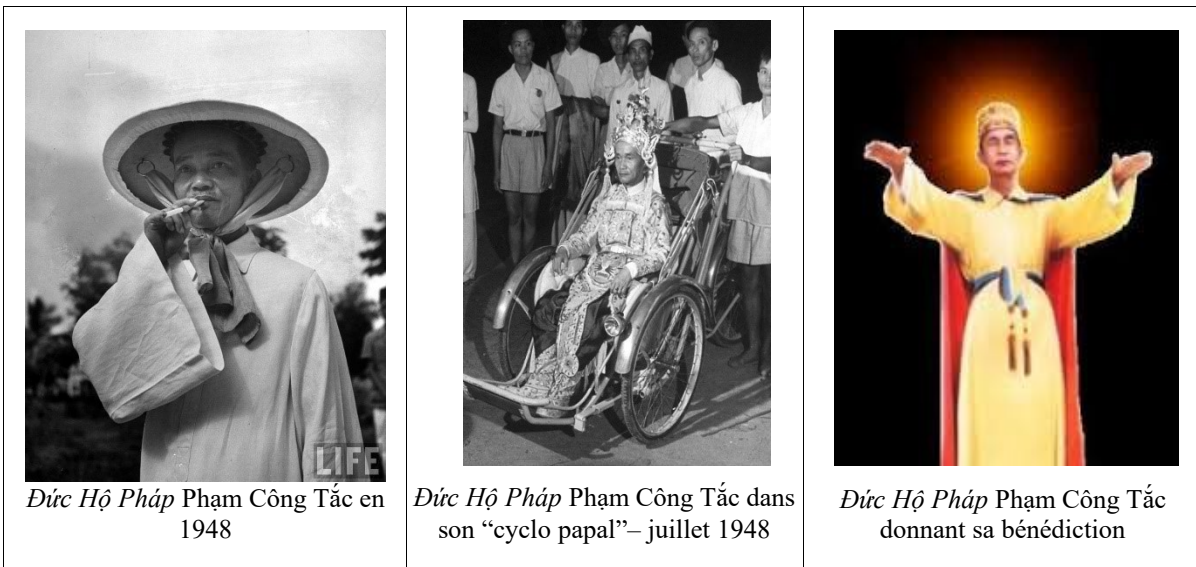 LIFE
Đức Hộ Pháp Phạm Công Tắc en
1948
Đức Hộ Pháp Phạm Công Tắc dans
son “cyclo papal”– juillet 1948
Đức Hộ Pháp Phạm Công Tắc
donnant sa bénédiction